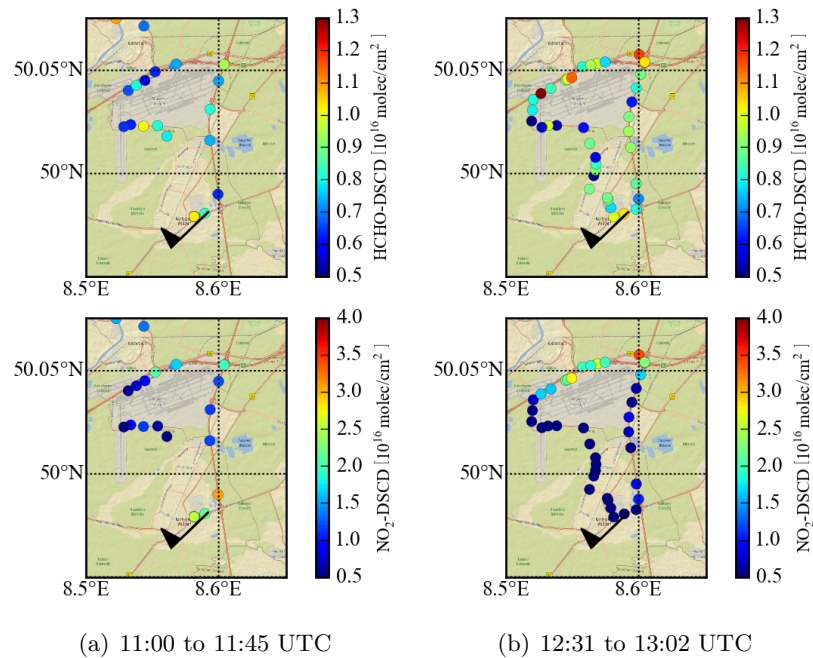 50.05°N
50°N
8.5°E
8.6°E
1.3
1.2
1.1
1.0
0.9
0.8
0.7
0.6
0.5
HCHO-DSCD [10¹⁶ molec/cm²]
50.05°N
50°N
8.5°E
8.6°E
1.3
1.2
1.1
1.0
0.9
0.8
0.7
0.6
0.5
HCHO-DSCD [10¹⁶ molec/cm²]
50.05°N
50°N
8.5°E
8.6°E
4.0
3.5
3.0
2.5
2.0
1.5
1.0
0.5
NO₂-DSCD [10¹⁶ molec/cm²]
50.05°N
50°N
8.5°E
8.6°E
4.0
3.5
3.0
2.5
2.0
1.5
1.0
0.5
NO₂-DSCD [10¹⁶ molec/cm²]
(a) 11:00 to 11:45 UTC
(b) 12:31 to 13:02 UTC